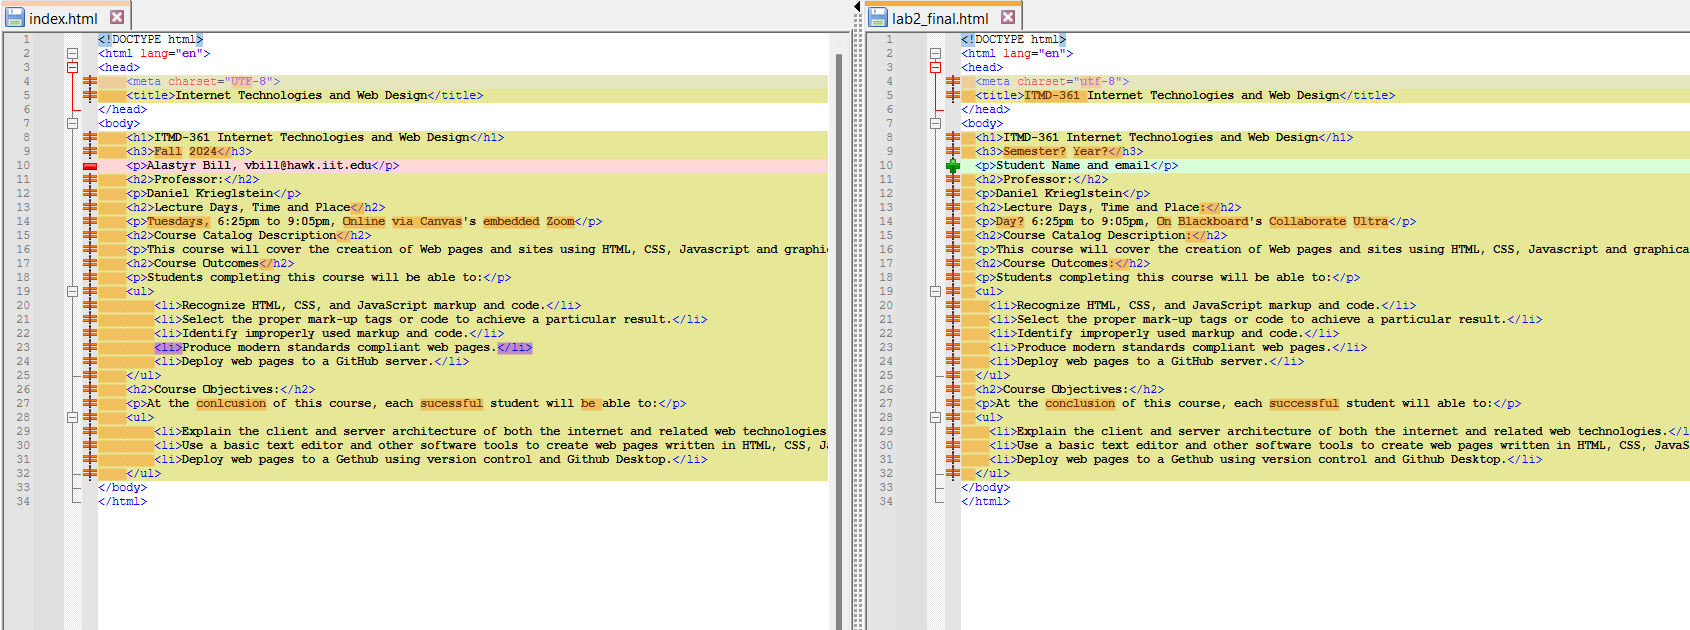 index.html
1 <!DOCTYPE html>
2 <html lang="en">
3 <head>
4 <meta charset="UTF-8">
5 <title>Internet Technologies and Web Design</title>
6 </head>
7 <body>
8 <h1>ITMD-361 Internet Technologies and Web Design</h1>
9 <h3>Fall 2024</h3>
10 <p>Alastyr Bill, vbill@hawk.iit.edu</p>
11 <h2>Professor:</h2>
12 <p>Daniel Krieglstein</p>
13 <h2>Lecture Days, Time and Place</h2>
14 <p>Tuesdays, 6:25pm to 9:05pm, Online via Canvas's embedded Zoom</p>
15 <h2>Course Catalog Description</h2>
16 <p>This course will cover the creation of Web pages and sites using HTML, CSS, Javascript and graphi
17 <h2>Course Outcomes</h2>
18 <p>Students completing this course will be able to:</p>
19 <ul>
20 <li>Recognize HTML, CSS, and JavaScript markup and code.</li>
21 <li>Select the proper mark-up tags or code to achieve a particular result.</li>
22 <li>Identify improperly used markup and code.</li>
23 <li>Produce modern standards compliant web pages.</li>
24 <li>Deploy web pages to a GitHub server.</li>
25 </ul>
26 <h2>Course Objectives:</h2>
27 <p>At the conlcusion of this course, each sucessful student will be able to:</p>
28 <ul>
29 <li>Explain the client and server architecture of both the internet and related web technologies
30 <li>Use a basic text editor and other software tools to create web pages written in HTML, CSS, J
31 <li>Deploy web pages to a Gethub using version control and Github Desktop.</li>
32 </ul>
33 </body>
34 </html>
lab2_final.html
1 <!DOCTYPE html>
2 <html lang="en">
3 <head>
4 <meta charset="utf-8">
5 <title>ITMD-361 Internet Technologies and Web Design</title>
6 </head>
7 <body>
8 <h1>ITMD-361 Internet Technologies and Web Design</h1>
9 <h3>Semester? Year?</h3>
10 <p>Student Name and email</p>
11 <h2>Professor:</h2>
12 <p>Daniel Krieglstein</p>
13 <h2>Lecture Days, Time and Place:</h2>
14 <p>Day? 6:25pm to 9:05pm, On Blackboard's Collaborate Ultra</p>
15 <h2>Course Catalog Description:</h2>
16 <p>This course will cover the creation of Web pages and sites using HTML, CSS, Javascript and graphica
17 <h2>Course Outcomes:</h2>
18 <p>Students completing this course will be able to:</p>
19 <ul>
20 <li>Recognize HTML, CSS, and JavaScript markup and code.</li>
21 <li>Select the proper mark-up tags or code to achieve a particular result.</li>
22 <li>Identify improperly used markup and code.</li>
23 <li>Produce modern standards compliant web pages.</li>
24 <li>Deploy web pages to a GitHub server.</li>
25 </ul>
26 <h2>Course Objectives:</h2>
27 <p>At the conclusion of this course, each successful student will able to:</p>
28 <ul>
29 <li>Explain the client and server architecture of both the internet and related web technologies.</l
30 <li>Use a basic text editor and other software tools to create web pages written in HTML, CSS, JavaS
31 <li>Deploy web pages to a Gethub using version control and Github Desktop.</li>
32 </ul>
33 </body>
34 </html>